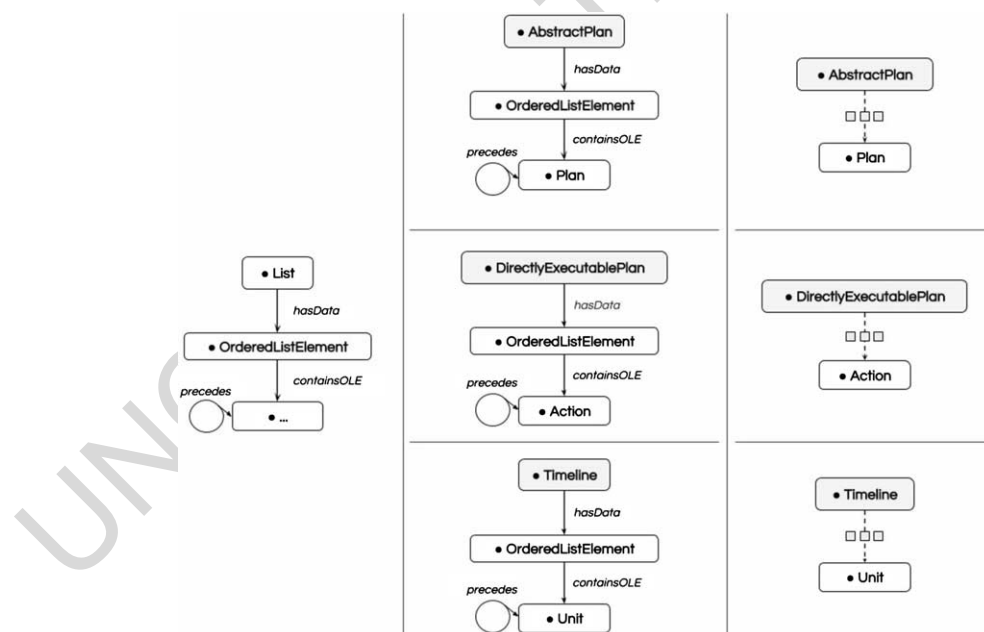 • AbstractPlan
hasData
• OrderedListElement
containsOLE
precedes
• Plan
• AbstractPlan
• Plan
• List
hasData
• OrderedListElement
containsOLE
precedes
• ...
• DirectlyExecutablePlan
hasData
• OrderedListElement
containsOLE
precedes
• Action
• DirectlyExecutablePlan
• Action
• Timeline
hasData
• OrderedListElement
containsOLE
precedes
• Unit
• Timeline
• Unit